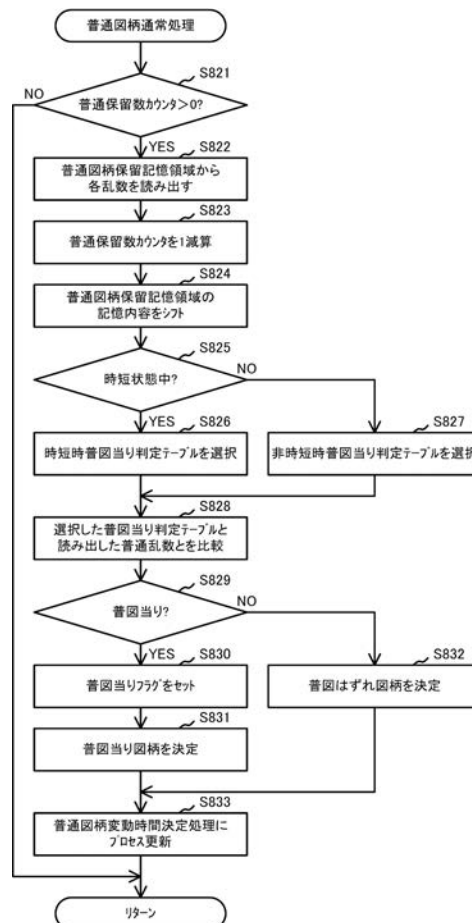 普通図柄通常処理
S821
NO
普通保留数ｶｳﾝﾀ>0?
YES
S822
普通図柄保留記憶領域から
各乱数を読み出す
S823
普通保留数ｶｳﾝﾀを1減算
S824
普通図柄保留記憶領域の
記憶内容をｼﾌﾄ
S825
NO
時短状態中?
YES
S826
S827
時短時普図当り判定テーブルを選択
非時短時普図当り判定テーブルを選択
S828
選択した普図当り判定テーブルと
読み出した普通乱数とを比較
S829
NO
普図当り?
YES
S830
S832
普図当りﾌﾗｸﾞをセット
普図はずれ図柄を決定
S831
普図当り図柄を決定
S833
普通図柄変動時間決定処理に
ﾌﾟﾛｾｽ更新
ﾘﾀｰﾝ